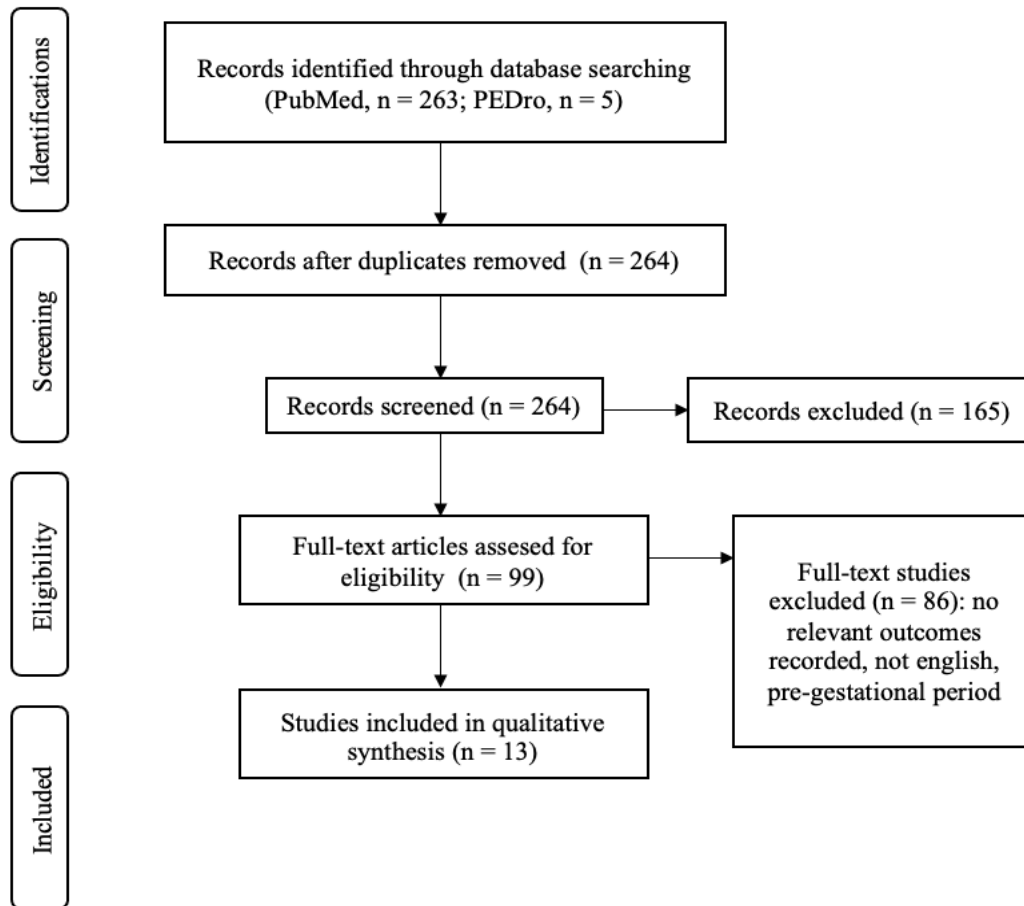 Identifications
Records identified through database searching
(PubMed, n = 263; PEDro, n = 5)
Records after duplicates removed (n = 264)
Screening
Records screened (n = 264)
Records excluded (n = 165)
Eligibility
Full-text articles assesed for
eligibility (n = 99)
Full-text studies
excluded (n = 86): no
relevant outcomes
recorded, not english,
pre-gestational period
Included
Studies included in qualitative
synthesis (n = 13)